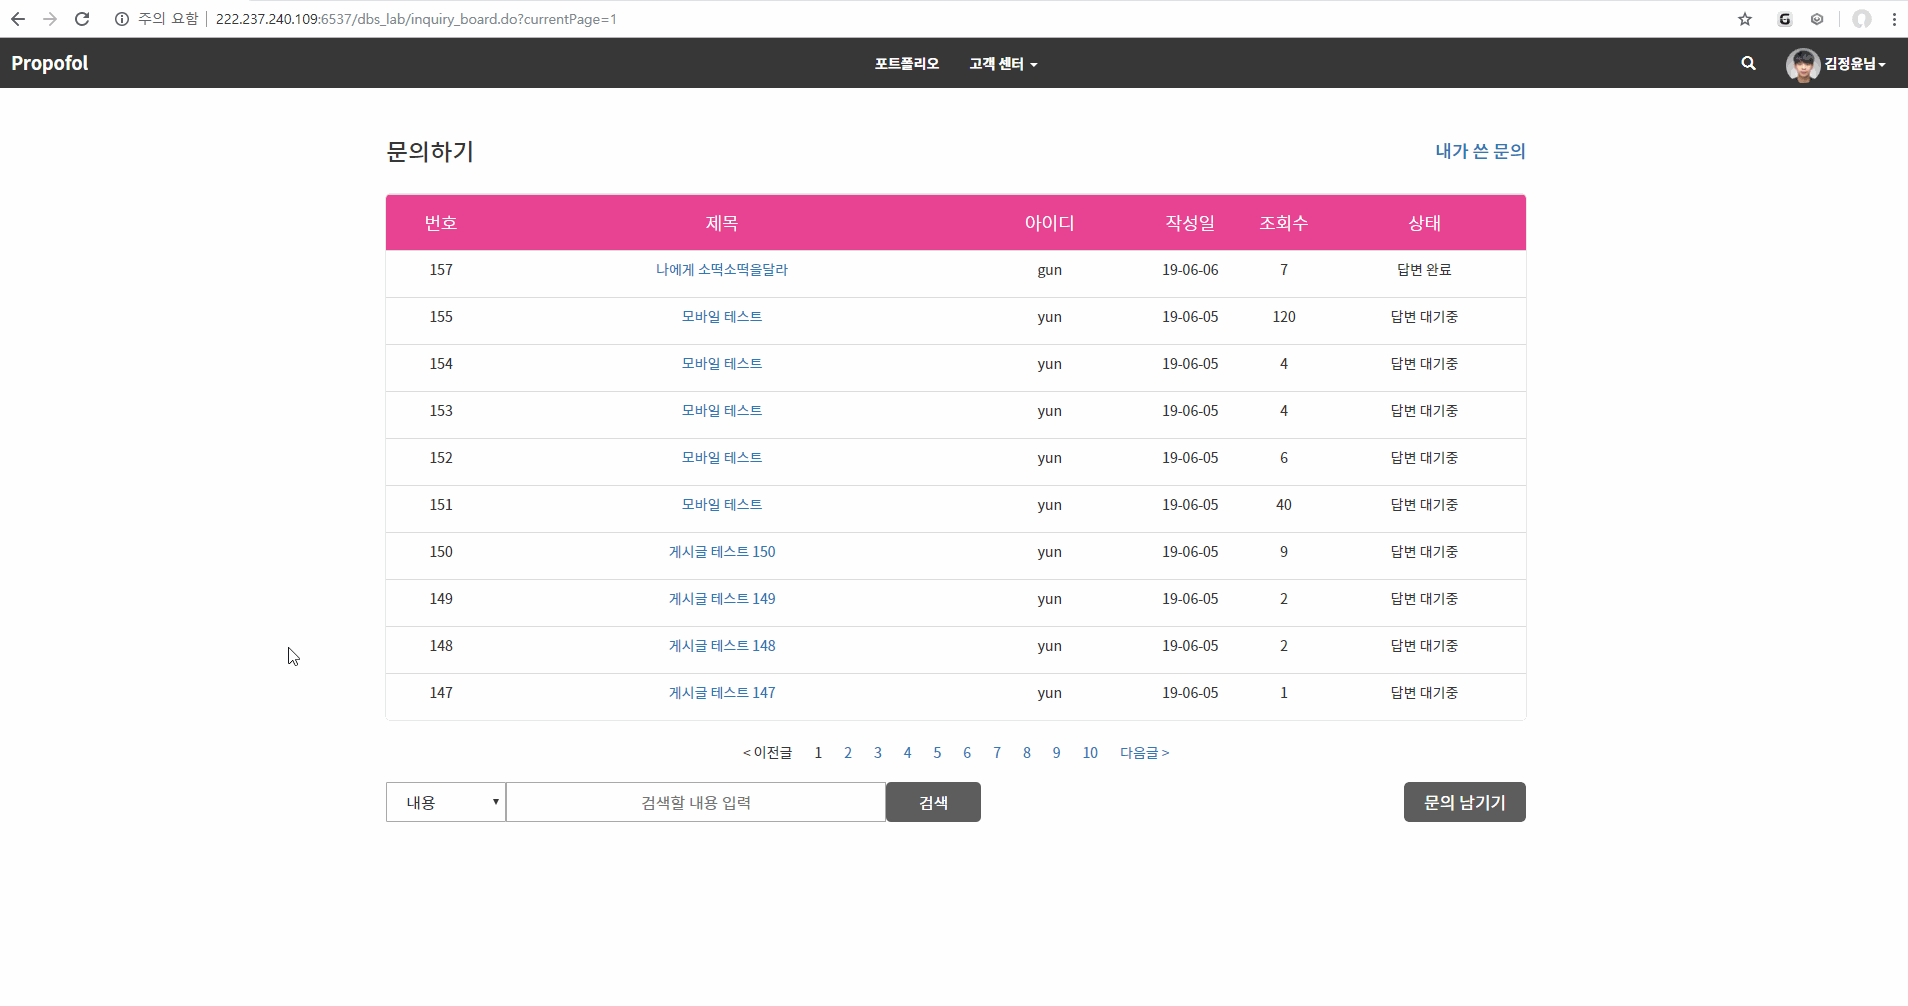 주의 요함 | 222.237.240.109:6537/dbs_lab/inquiry_board.do?currentPage=1
Propofol 포트폴리오 고객 센터 김정윤님
문의하기 내가 쓴 문의
번호 제목 아이디 작성일 조회수 상태
157 나에게 소떡소떡을달라 gun 19-06-06 7 답변 완료
155 모바일 테스트 yun 19-06-05 120 답변 대기중
154 모바일 테스트 yun 19-06-05 4 답변 대기중
153 모바일 테스트 yun 19-06-05 4 답변 대기중
152 모바일 테스트 yun 19-06-05 6 답변 대기중
151 모바일 테스트 yun 19-06-05 40 답변 대기중
150 게시글 테스트 150 yun 19-06-05 9 답변 대기중
149 게시글 테스트 149 yun 19-06-05 2 답변 대기중
148 게시글 테스트 148 yun 19-06-05 2 답변 대기중
147 게시글 테스트 147 yun 19-06-05 1 답변 대기중
< 이전글 1 2 3 4 5 6 7 8 9 10 다음글 >
내용 검색할 내용 입력 검색 문의 남기기